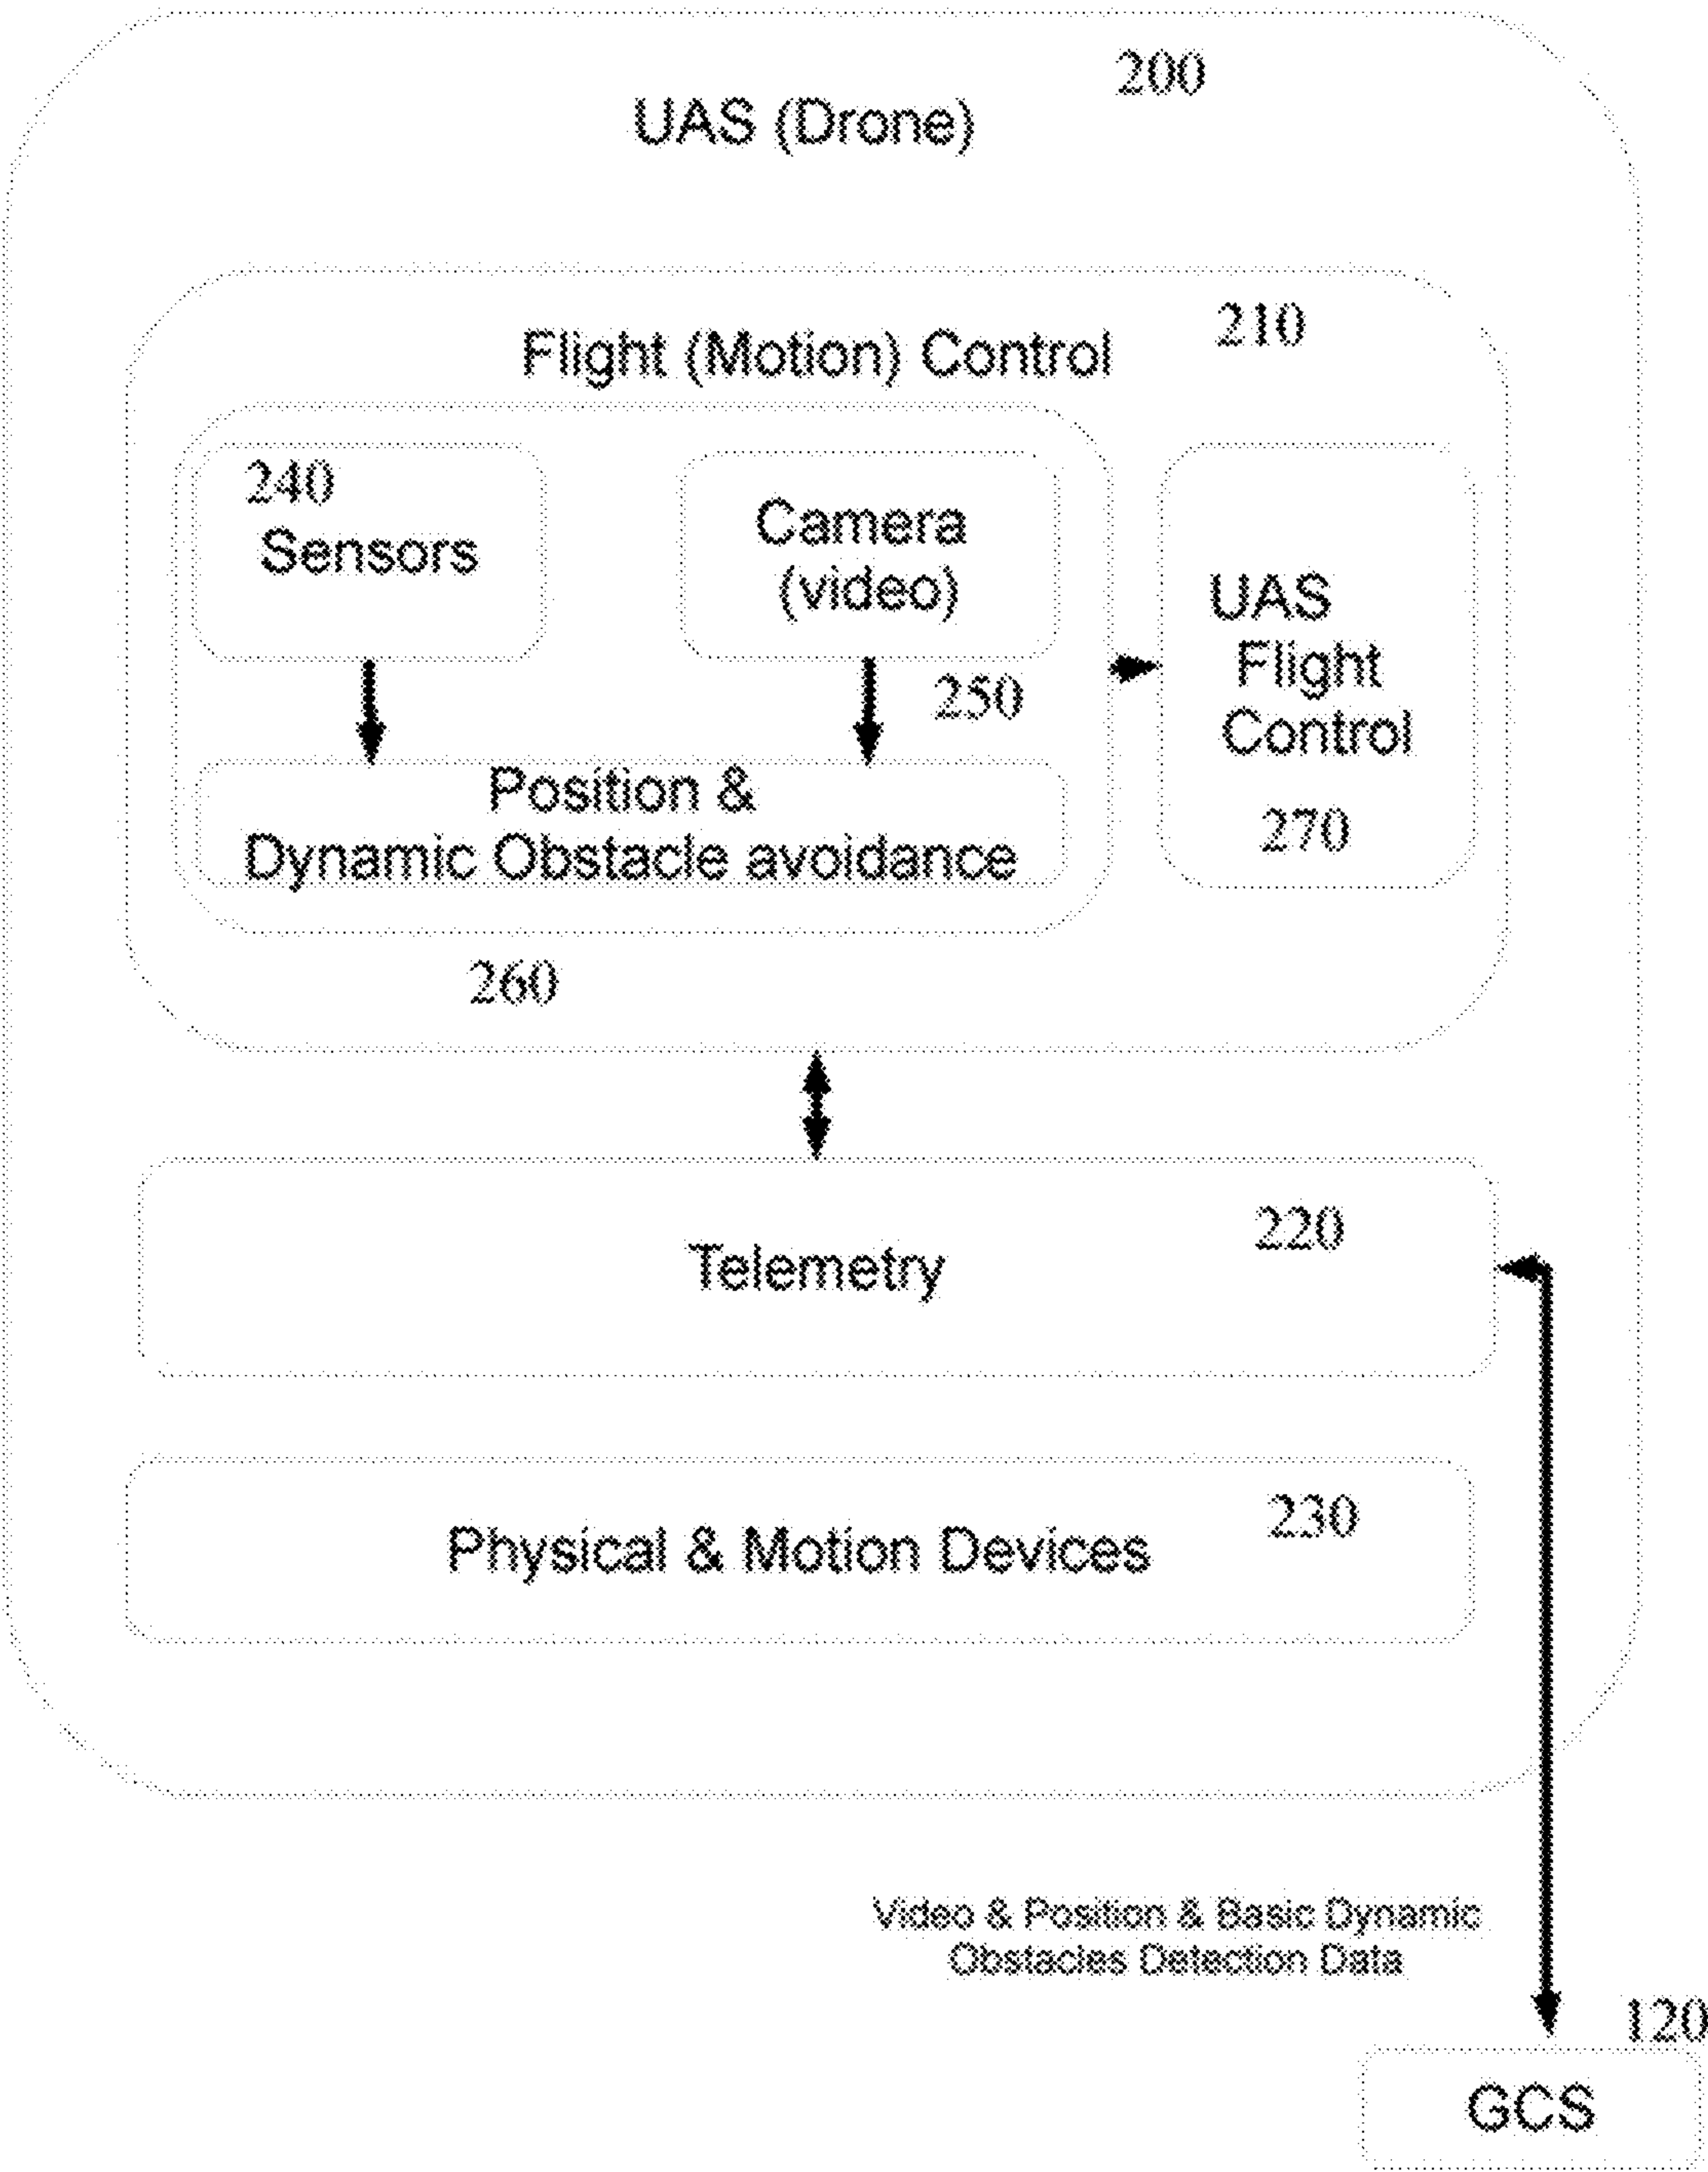 200
UAS (Drone)
210
Flight (Motion) Control
240
Sensors
Camera
(video)
250
UAS
Flight
Control
270
Position &
Dynamic Obstacle avoidance
260
220
Telemetry
230
Physical & Motion Devices
Video & Position & Basic Dynamic
Obstacles Detection Data
120
GCS